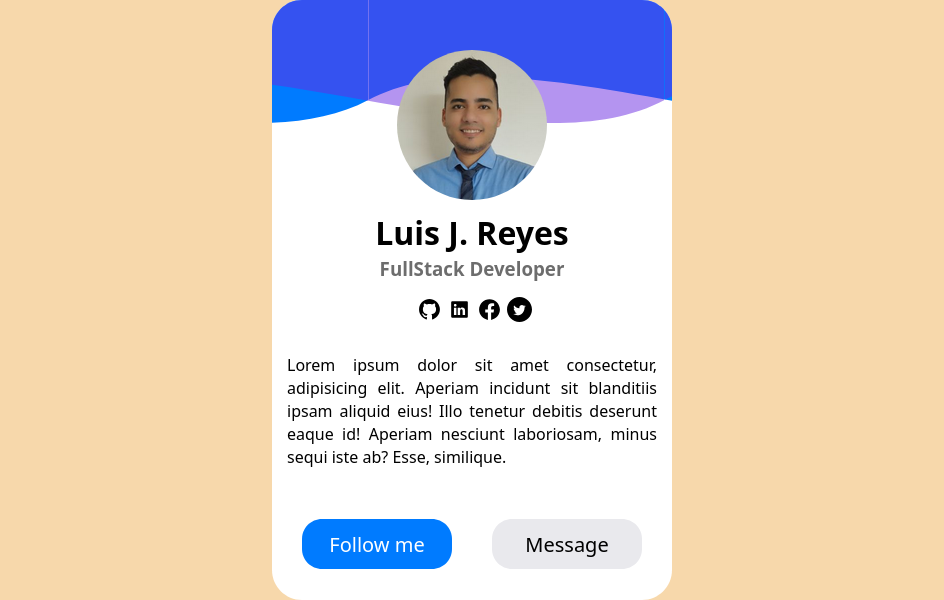 Luis J. Reyes
FullStack Developer
Lorem ipsum dolor sit amet consectetur,
adipisicing elit. Aperiam incidunt sit blanditiis
ipsam aliquid eius! Illo tenetur debitis deserunt
eaque id! Aperiam nesciunt laboriosam, minus
sequi iste ab? Esse, similique.
Follow me
Message